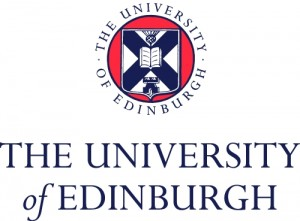 · THE UNIVERSITY ·
OF EDINBURGH
THE UNIVERSITY
of EDINBURGH